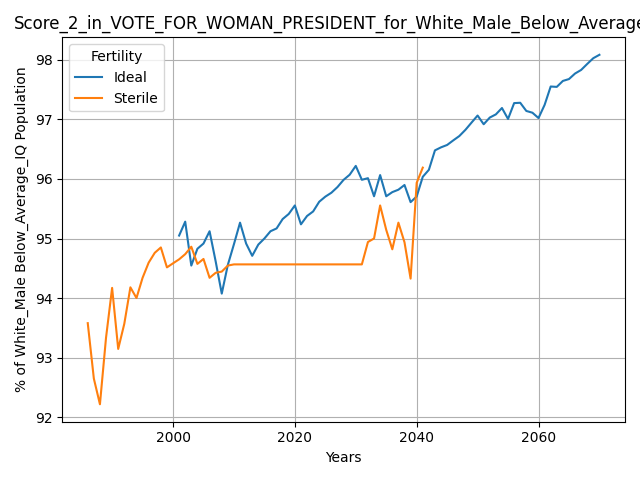 Score_2_in_VOTE_FOR_WOMAN_PRESIDENT_for_White_Male_Below_Average
Fertility
Ideal
Sterile
% of White_Male Below_Average_IQ Population
98
97
96
95
94
93
92
2000
2020
2040
2060
Years